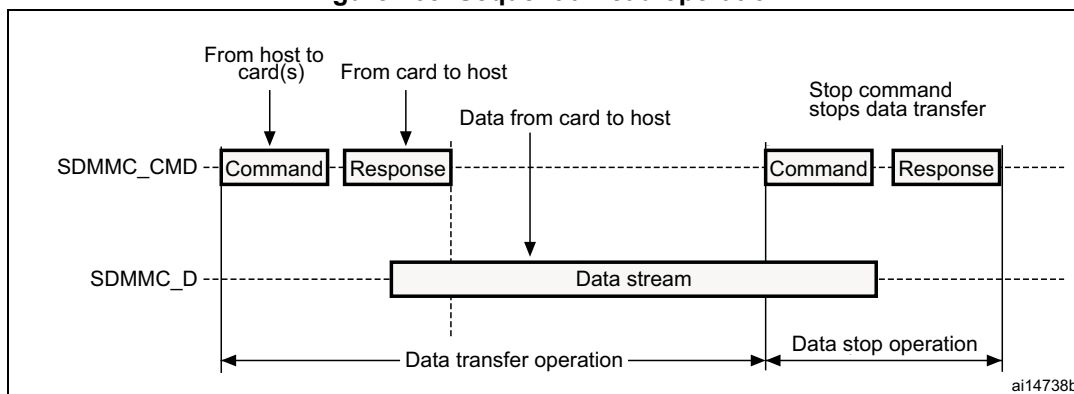 From host to
card(s)
From card to host
Data from card to host
Stop command
stops data transfer
SDMMC_CMD
Command
Response
Command
Response
SDMMC_D
Data stream
Data transfer operation
Data stop operation
ai14738b